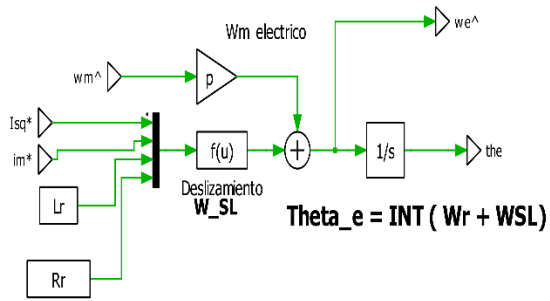 we^
Wm electrico
wm^
p
Isq*
im*
f(u)
+
1/s
the
Deslizamiento
W_SL
Lr
Theta_e = INT ( Wr + WSL)
Rr